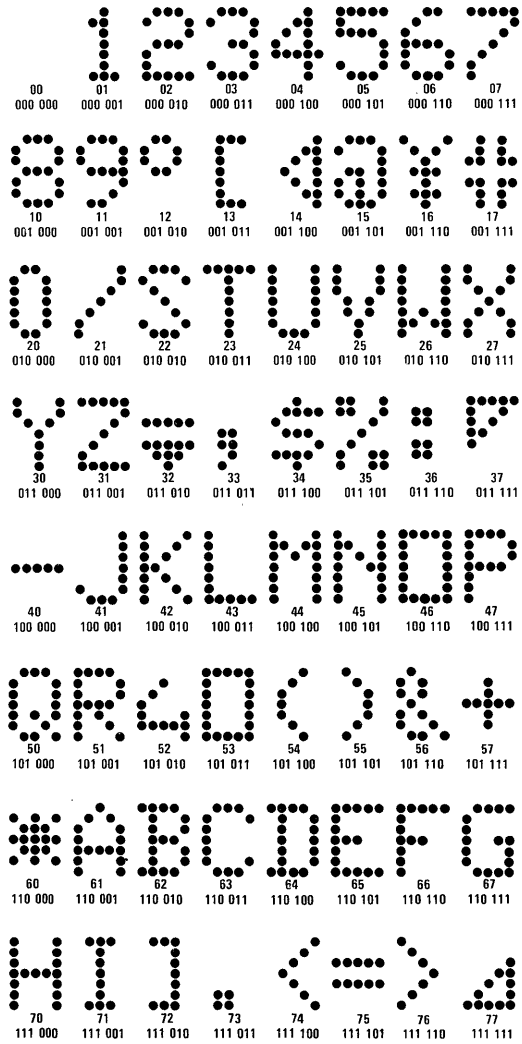 1 2 3 4 5 6 7
00 01 02 03 04 05 06 07
000 000 000 001 000 010 000 011 000 100 000 101 000 110 000 111
8 9 ° [ ◁ @ ¥ #
10 11 12 13 14 15 16 17
001 000 001 001 001 010 001 011 001 100 001 101 001 110 001 111
0 / S T U V W X
20 21 22 23 24 25 26 27
010 000 010 001 010 010 010 011 010 100 010 101 010 110 010 111
Y Z ; $ % : ◤
30 31 32 33 34 35 36 37
011 000 011 001 011 010 011 011 011 100 011 101 011 110 011 111
- J K L M N O P
40 41 42 43 44 45 46 47
100 000 100 001 100 010 100 011 100 100 100 101 100 110 100 111
Q R □ ( ) & +
50 51 52 53 54 55 56 57
101 000 101 001 101 010 101 011 101 100 101 101 101 110 101 111
* A B C D E F G
60 61 62 63 64 65 66 67
110 000 110 001 110 010 110 011 110 100 110 101 110 110 110 111
H I ] . < = > ◢
70 71 72 73 74 75 76 77
111 000 111 001 111 010 111 011 111 100 111 101 111 110 111 111